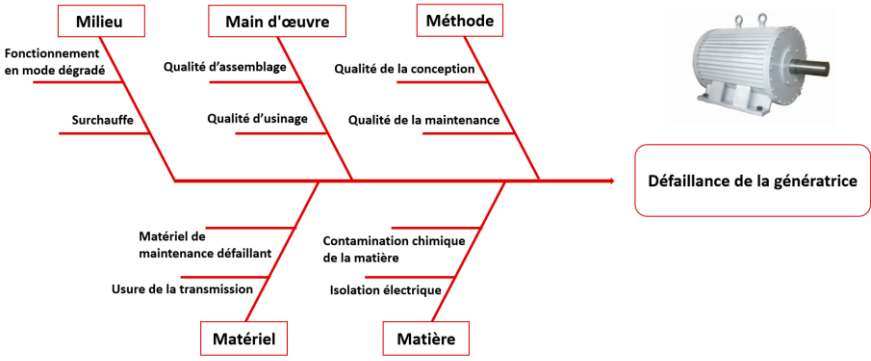 Milieu
Main d'œuvre
Méthode
Fonctionnement
en mode dégradé
Surchauffe
Qualité d’assemblage
Qualité d’usinage
Qualité de la conception
Qualité de la maintenance
Défaillance de la génératrice
Matériel de
maintenance défaillant
Usure de la transmission
Contamination chimique
de la matière
Isolation électrique
Matériel
Matière